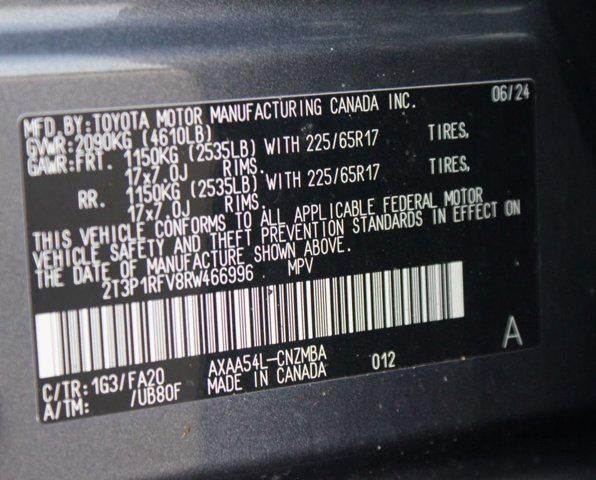 MFD.BY:TOYOTA MOTOR MANUFACTURING CANADA INC. 06/24
GVWR:2090KG (4610LB)
GAWR:FRT. 1150KG (2535LB) WITH 225/65R17 TIRES,
17x7.0J RIMS.
RR. 1150KG (2535LB) WITH 225/65R17 TIRES,
17x7.0J RIMS.
THIS VEHICLE CONFORMS TO ALL APPLICABLE FEDERAL MOTOR
VEHICLE SAFETY AND THEFT PREVENTION STANDARDS IN EFFECT ON
THE DATE OF MANUFACTURE SHOWN ABOVE.
2T3P1RFV8RW466996 MPV
A
C/TR: 1G3/FA20 AXAA54L-CNZMBA 012
A/TM: /UB80F MADE IN CANADA